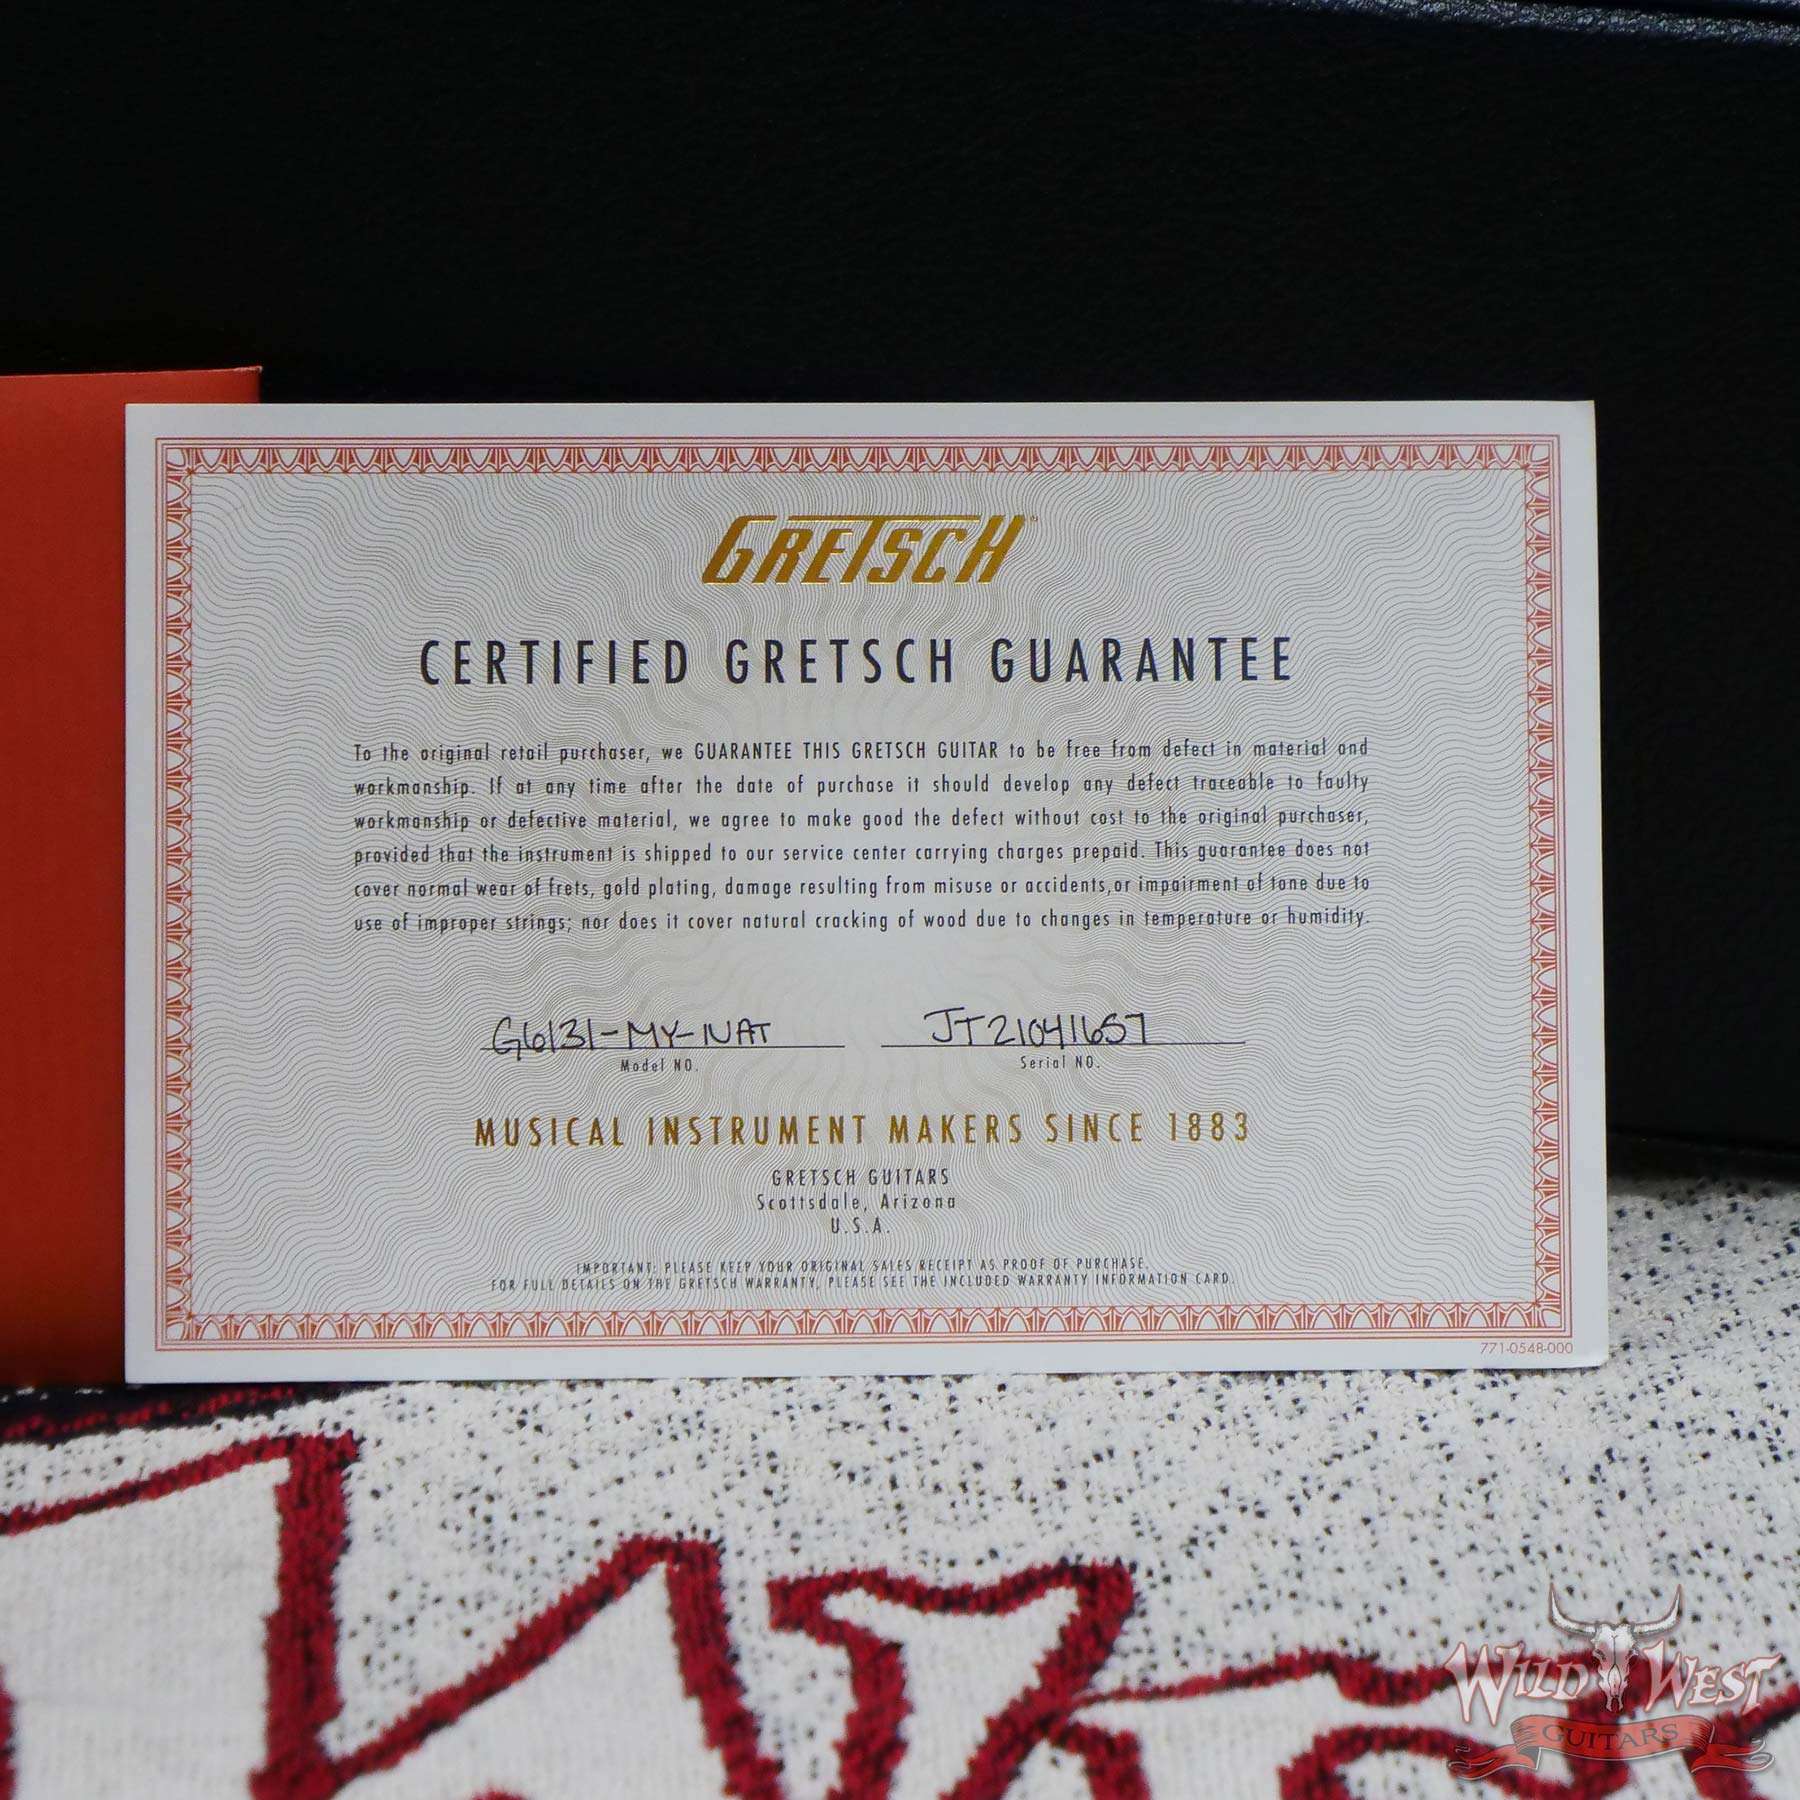 GRETSCH®
CERTIFIED GRETSCH GUARANTEE
To the original retail purchaser, we GUARANTEE THIS GRETSCH GUITAR to be free from defect in material and
workmanship. If at any time after the date of purchase it should develop any defect traceable to faulty
workmanship or defective material, we agree to make good the defect without cost to the original purchaser,
provided that the instrument is shipped to our service center carrying charges prepaid. This guarantee does not
cover normal wear of frets, gold plating, damage resulting from misuse or accidents,or impairment of tone due to
use of improper strings; nor does it cover natural cracking of wood due to changes in temperature or humidity.
G6131-MY-NAT JT21041657
Model NO. Serial NO.
MUSICAL INSTRUMENT MAKERS SINCE 1883
GRETSCH GUITARS
Scottsdale, Arizona
U.S.A.
IMPORTANT: PLEASE KEEP YOUR ORIGINAL SALES RECEIPT AS PROOF OF PURCHASE.
FOR FULL DETAILS ON THE GRETSCH WARRANTY, PLEASE SEE THE INCLUDED WARRANTY INFORMATION CARD.
771-0548-000
WILD WEST
GUITARS